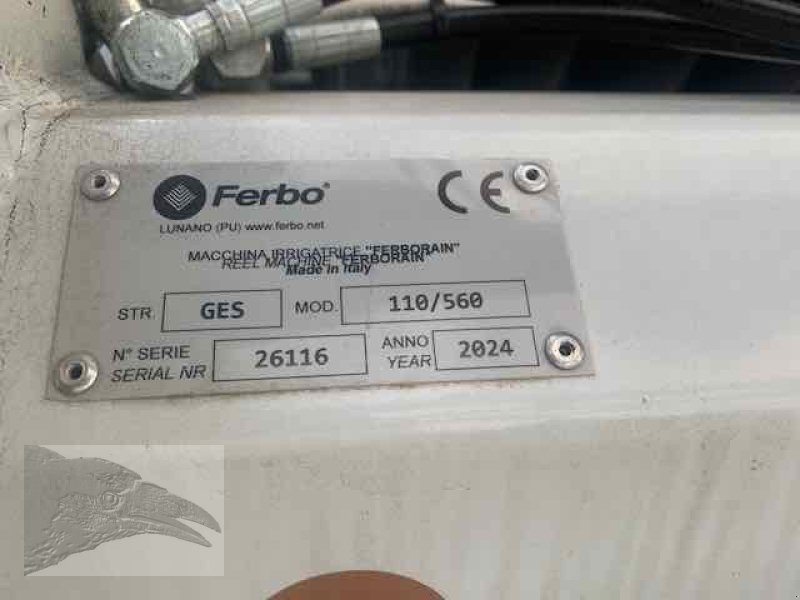 Ferbo®
CE
LUNANO (PU) www.ferbo.net
MACCHINA IRRIGATRICE "FERBORAIN"
REEL MACHINE "FERBORAIN"
Made in Italy
STR. GES MOD. 110/560
N° SERIE
SERIAL NR 26116
ANNO
YEAR 2024